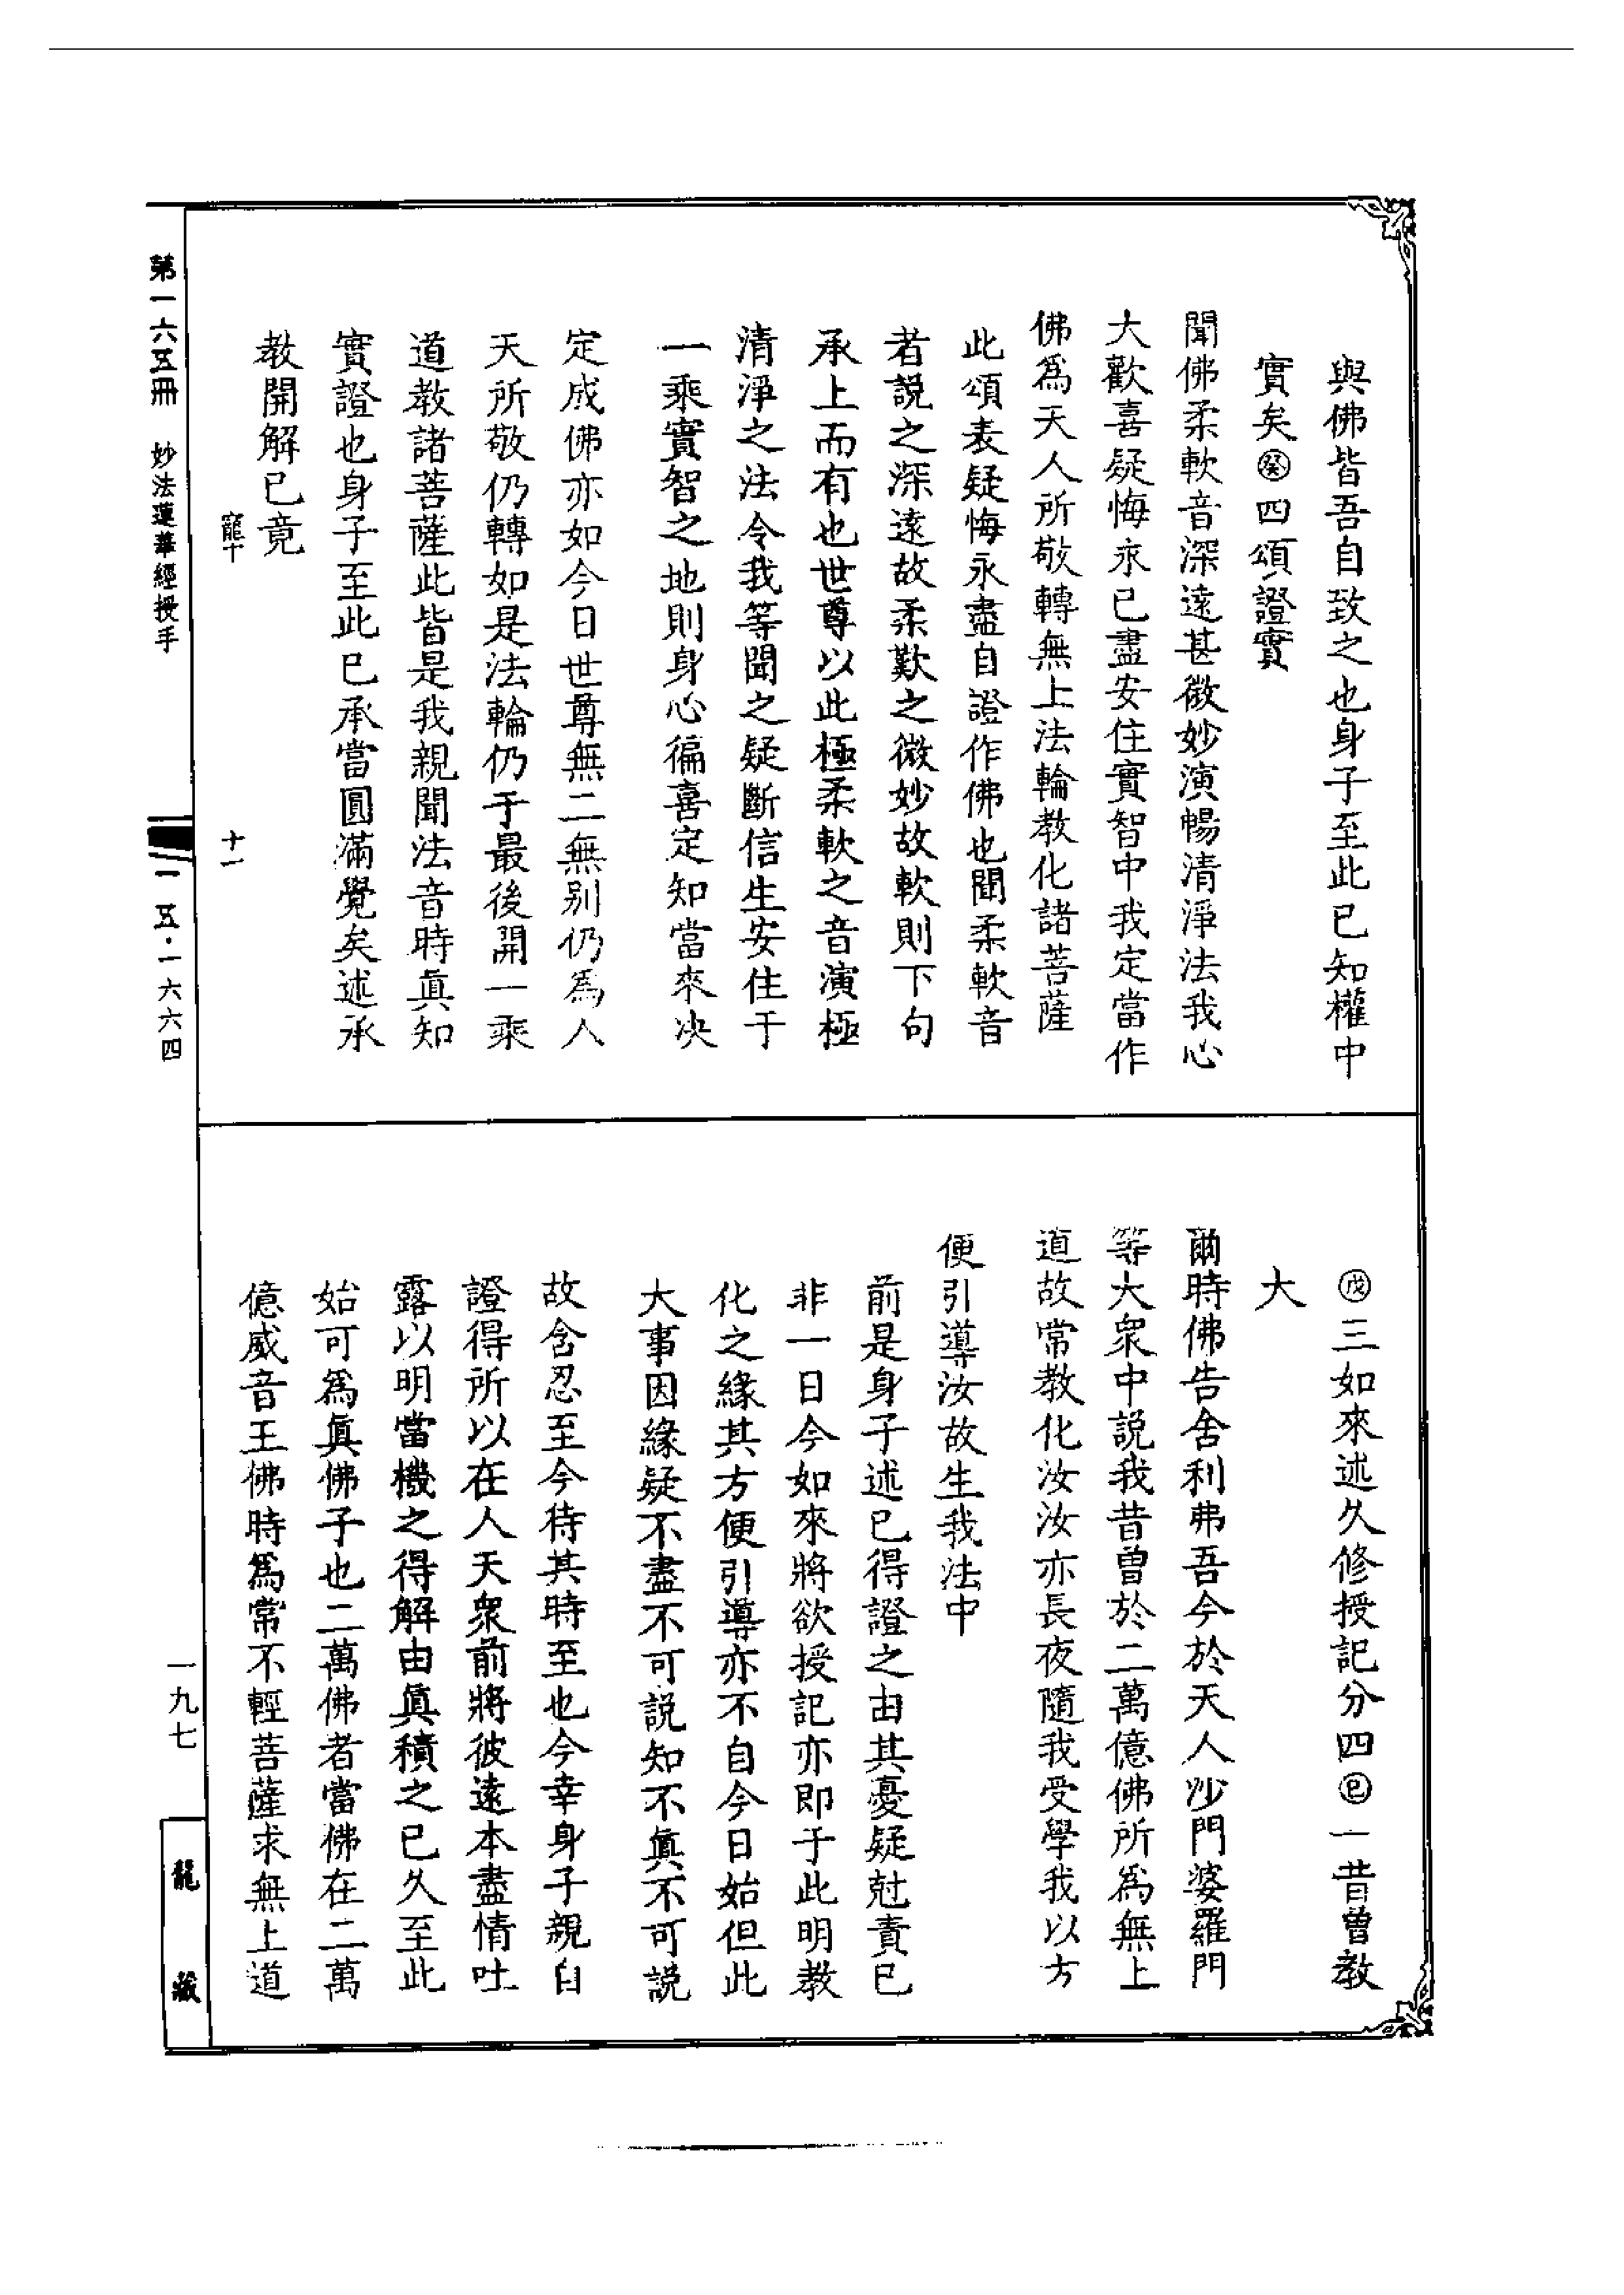 與佛皆吾自致之也身子至此已知權中
實矣㊢四頌證實
聞佛柔軟音深遠甚微妙演暢清淨法我心
大歡喜疑悔永已盡安住實智中我定當作
佛爲天人所敬轉無上法輪教化諸菩薩
此頌表疑悔永盡自證作佛也聞柔軟音
者説之深遠故柔歎之微妙故軟則下句
承上而有也世尊以此極柔軟之音演極
清淨之法令我等聞之疑斷信生安住于
一乘實智之地則身心徧喜定知當來決
定成佛亦如今日世尊無二無别仍爲人
天所敬仍轉如是法輪仍于最後開一乘
道教諸菩薩此皆是我親聞法音時眞知
實證也身子至此已承當圓滿覺矣述承
教開解已竟
寵十
十一
㊅三如來述久修授記分四㊀一昔曾教
大
爾時佛告舍利弗吾今於天人沙門婆羅門
等大衆中説我昔曾於二萬億佛所爲無上
道故常教化汝汝亦長夜隨我受學我以方
便引導汝故生我法中
前是身子述已得證之由其憂疑尅責已
非一日今如來將欲授記亦即于此明教
化之緣其方便引導亦不自今日始但此
大事因緣疑不盡不可説知不眞不可説
故含忍至今待其時至也今幸身子親自
證得所以在人天衆前將彼遠本盡情吐
露以明當機之得解由眞積之已久至此
始可爲眞佛子也二萬佛者當佛在二萬
億威音王佛時爲常不輕菩薩求無上道
第一六五冊 妙法蓮華經授手
一五·一六六四
一九七
龍藏